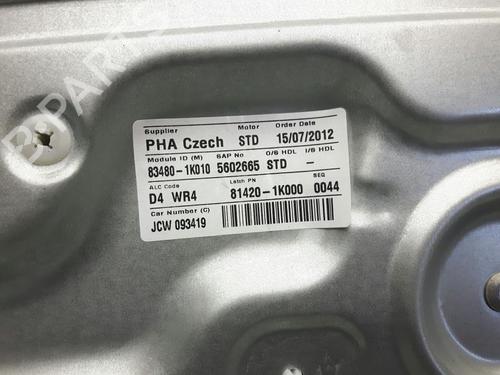 B-PARTS
Supplier Motor Order Date
PHA Czech STD 15/07/2012
Module ID (M) SAP No O/S HDL I/S HDL
83480-1K010 5602665 STD -
ALC Code Latch PN SEQ
D4 WR4 81420-1K000 0044
Car Number (C)
JCW 093419